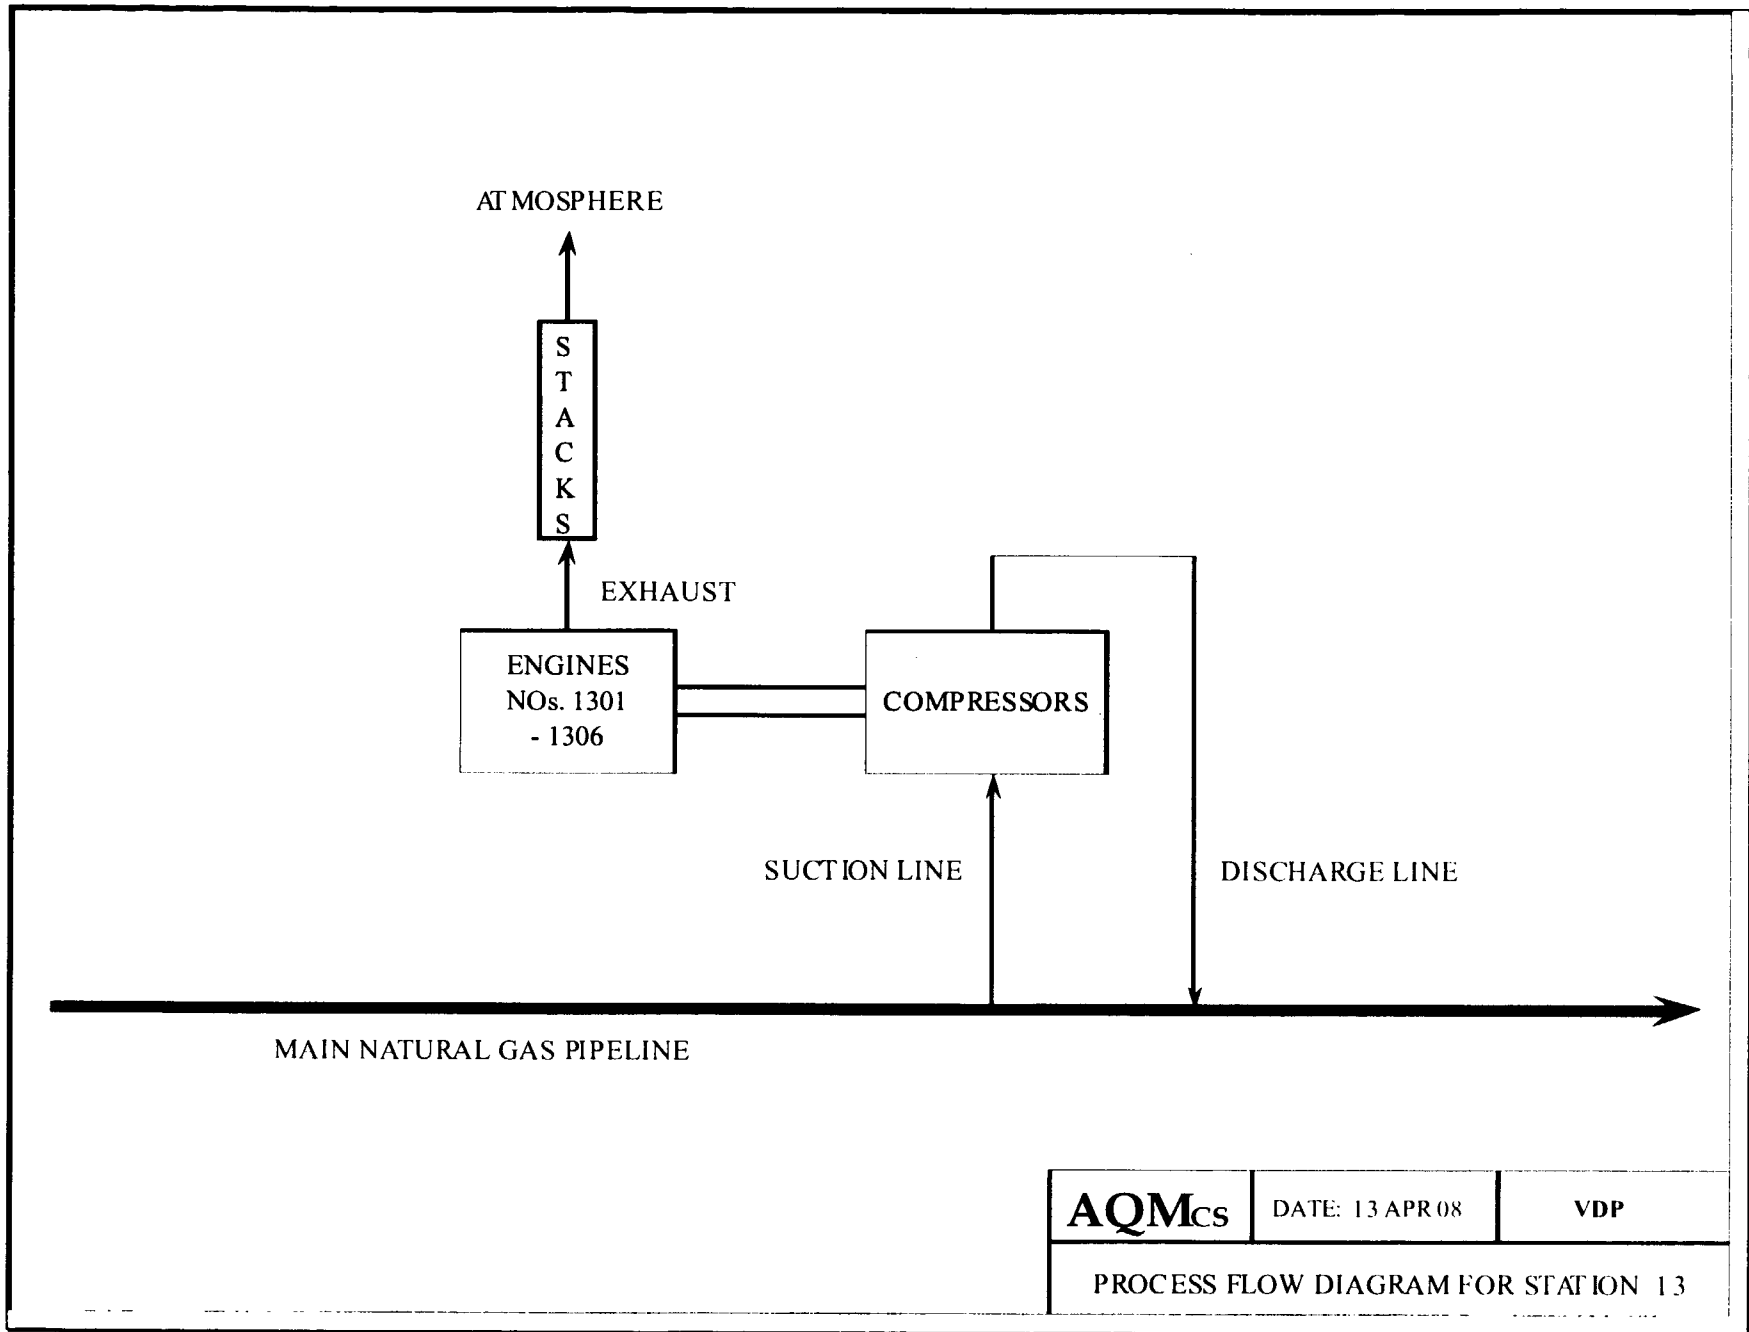 ATMOSPHERE
S
T
A
C
K
S
EXHAUST
ENGINES
NOs. 1301
- 1306
COMPRESSORS
SUCTION LINE
DISCHARGE LINE
MAIN NATURAL GAS PIPELINE
AQMcs
DATE: 13 APR 08
VDP
PROCESS FLOW DIAGRAM FOR STATION 13